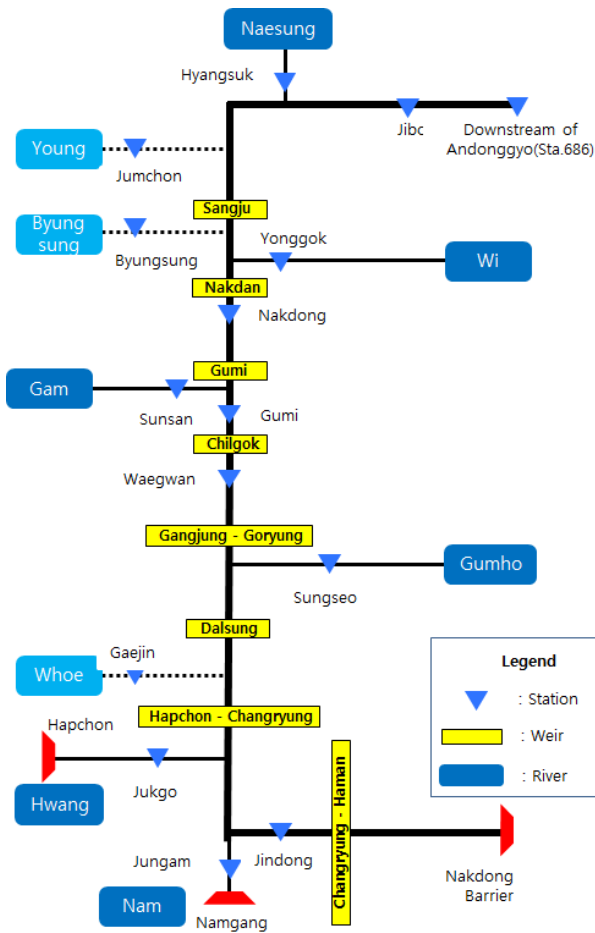 Naesung
Hyangsuk
Jibc
Downstream of
Andonggyo(Sta.686)
Young
Jumchon
Sangju
Byung
sung
Byungsung
Yonggok
Wi
Nakdan
Nakdong
Gumi
Gam
Sunsan
Gumi
Chilgok
Waegwan
Gangjung - Goryung
Gumho
Sungseo
Dalsung
Gaejin
Whoe
Legend
: Station
: Weir
: River
Hapchon
Hapchon - Changryung
Hwang
Jukgo
Changryung - Haman
Jungam
Jindong
Nakdong
Barrier
Nam
Namgang